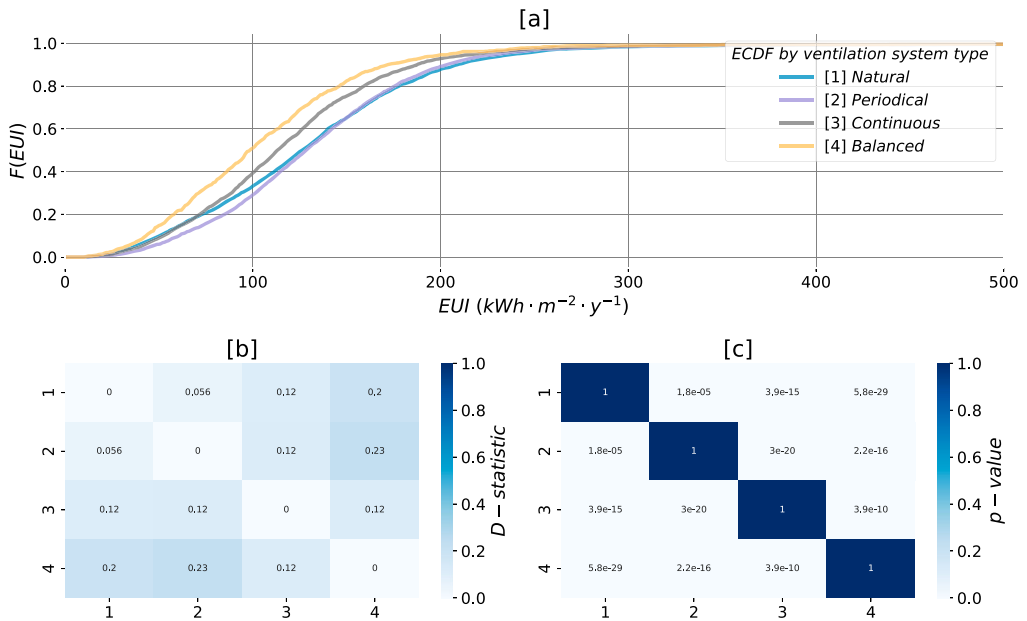 [a]
1.0
0.8
0.6
0.4
0.2
0.0
F(EUI)
ECDF by ventilation system type
[1] Natural
[2] Periodical
[3] Continuous
[4] Balanced
0 100 200 300 400 500
EUI (kWh · m⁻² · y⁻¹)
[b]
1 0 0.056 0.12 0.2
2 0.056 0 0.12 0.23
3 0.12 0.12 0 0.12
4 0.2 0.23 0.12 0
1 2 3 4
1.0
0.8
0.6
0.4
0.2
0.0
D − statistic
[c]
1 1 1.8e-05 3.9e-15 5.8e-29
2 1.8e-05 1 3e-20 2.2e-16
3 3.9e-15 3e-20 1 3.9e-10
4 5.8e-29 2.2e-16 3.9e-10 1
1 2 3 4
1.0
0.8
0.6
0.4
0.2
0.0
p − value